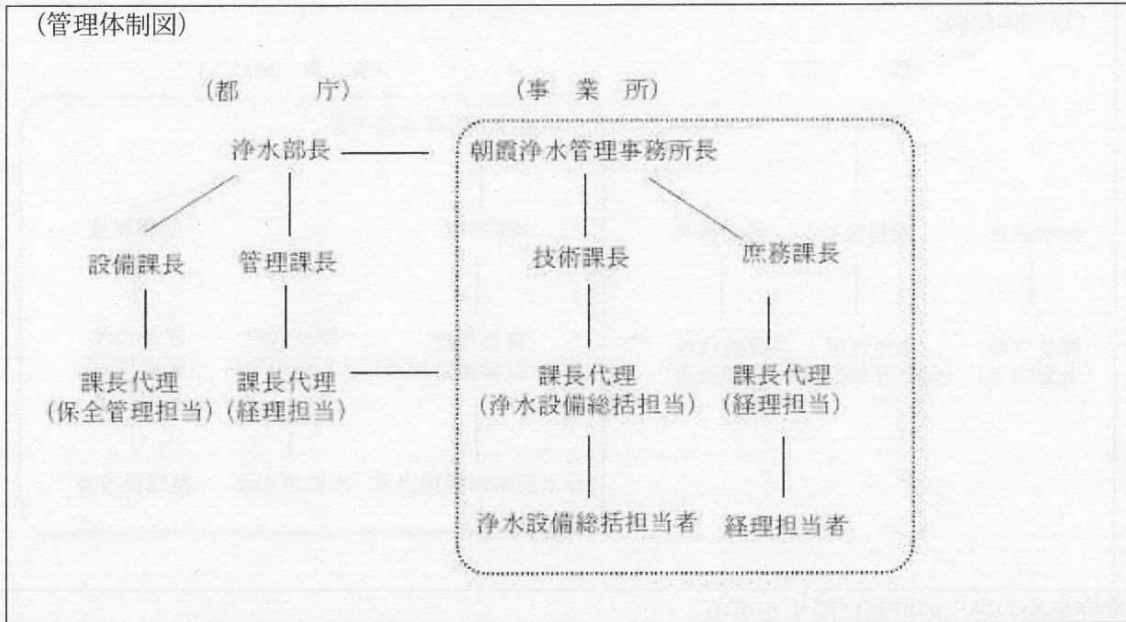 （管理体制図）
（都　　　庁）　（事　業　所）
浄水部長　朝霞浄水管理事務所長
設備課長　管理課長　技術課長　庶務課長
課長代理　課長代理　課長代理　課長代理
（保全管理担当）（経理担当）　（浄水設備総括担当）　（経理担当）
浄水設備総括担当者　経理担当者